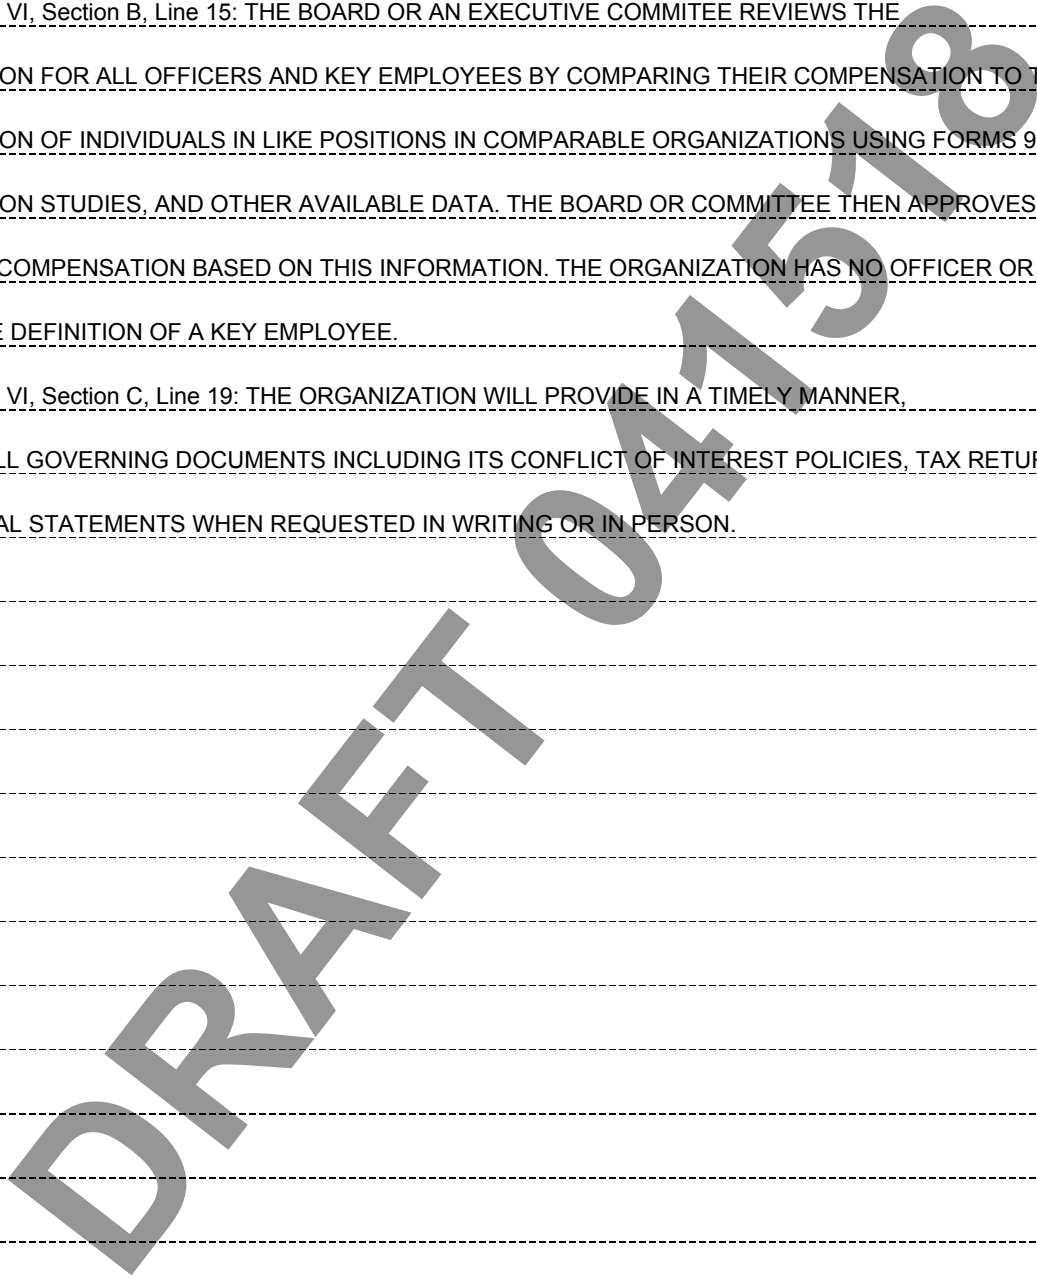 VI, Section B, Line 15: THE BOARD OR AN EXECUTIVE COMMITEE REVIEWS THE
ON FOR ALL OFFICERS AND KEY EMPLOYEES BY COMPARING THEIR COMPENSATION TO T
ON OF INDIVIDUALS IN LIKE POSITIONS IN COMPARABLE ORGANIZATIONS USING FORMS 9
ON STUDIES, AND OTHER AVAILABLE DATA. THE BOARD OR COMMITTEE THEN APPROVES
COMPENSATION BASED ON THIS INFORMATION. THE ORGANIZATION HAS NO OFFICER OR
E DEFINITION OF A KEY EMPLOYEE.
VI, Section C, Line 19: THE ORGANIZATION WILL PROVIDE IN A TIMELY MANNER,
LL GOVERNING DOCUMENTS INCLUDING ITS CONFLICT OF INTEREST POLICIES, TAX RETUR
AL STATEMENTS WHEN REQUESTED IN WRITING OR IN PERSON.
DRAFT 041518